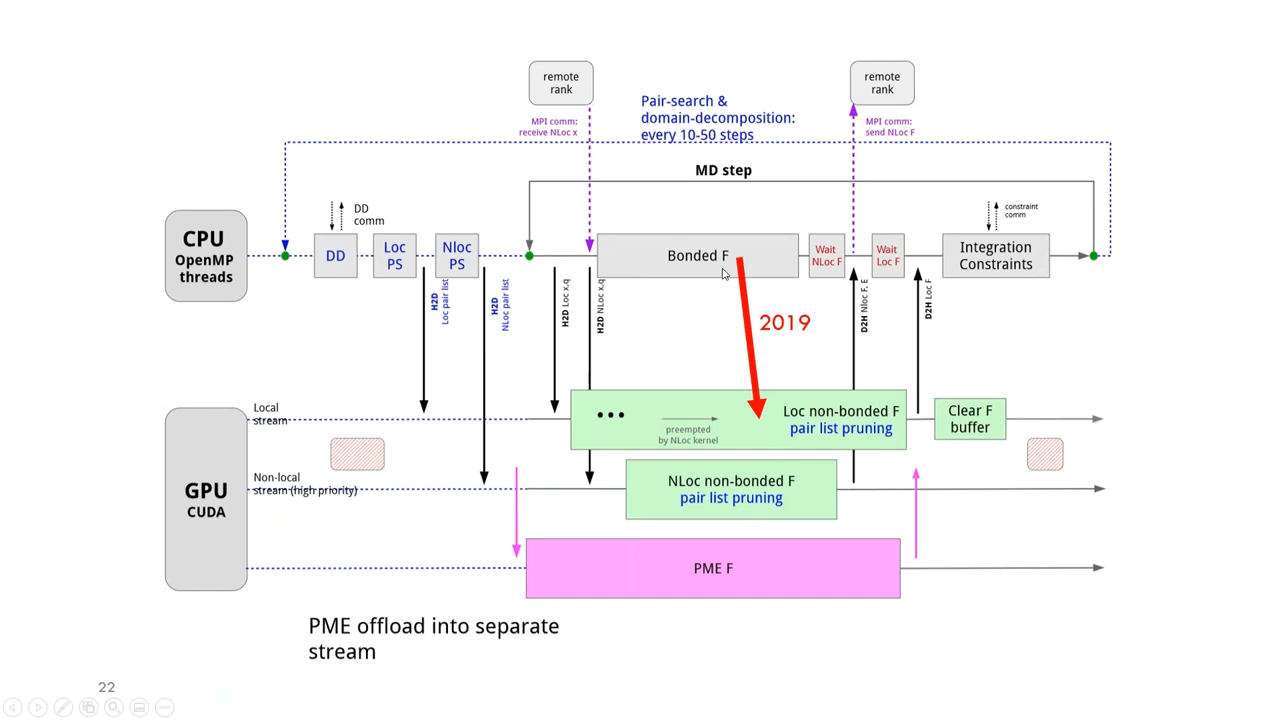 remote
rank
remote
rank
Pair-search &
domain-decomposition:
every 10-50 steps
MPI comm:
receive NLoc x
MPI comm:
send NLoc F
MD step
DD
comm
constraint
comm
CPU
OpenMP
threads
DD
Loc
PS
Nloc
PS
Bonded F
Wait
NLoc F
Wait
Loc F
Integration
Constraints
H2D
Loc pair list
H2D
NLoc pair list
H2D Loc x,q
H2D NLoc x,q
D2H Nloc F, E
D2H Loc F
2019
Local
stream
preempted
by NLoc kernel
Loc non-bonded F
pair list pruning
Clear F
buffer
Non-local
stream (high priority)
GPU
CUDA
NLoc non-bonded F
pair list pruning
PME F
PME offload into separate
stream
22